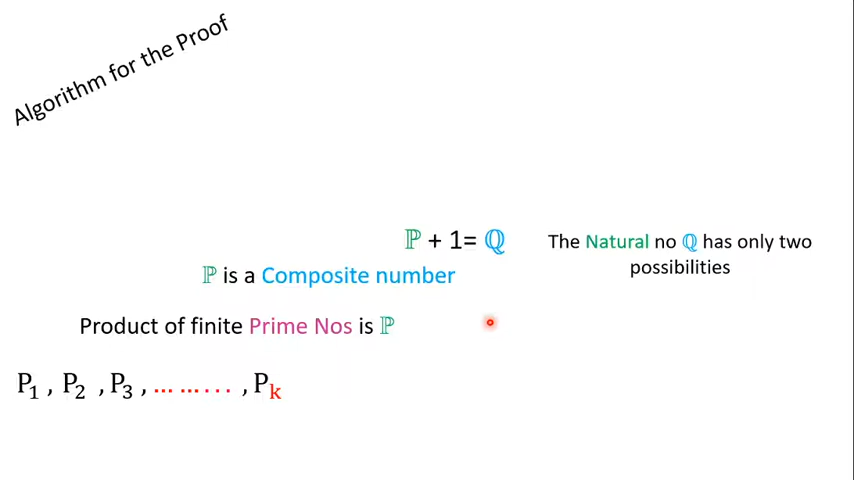 Algorithm for the Proof
ℙ + 1= ℚ
The Natural no ℚ has only two
possibilities
ℙ is a Composite number
Product of finite Prime Nos is ℙ
P₁ , P₂ , P₃ , ... ... ... , Pₖ